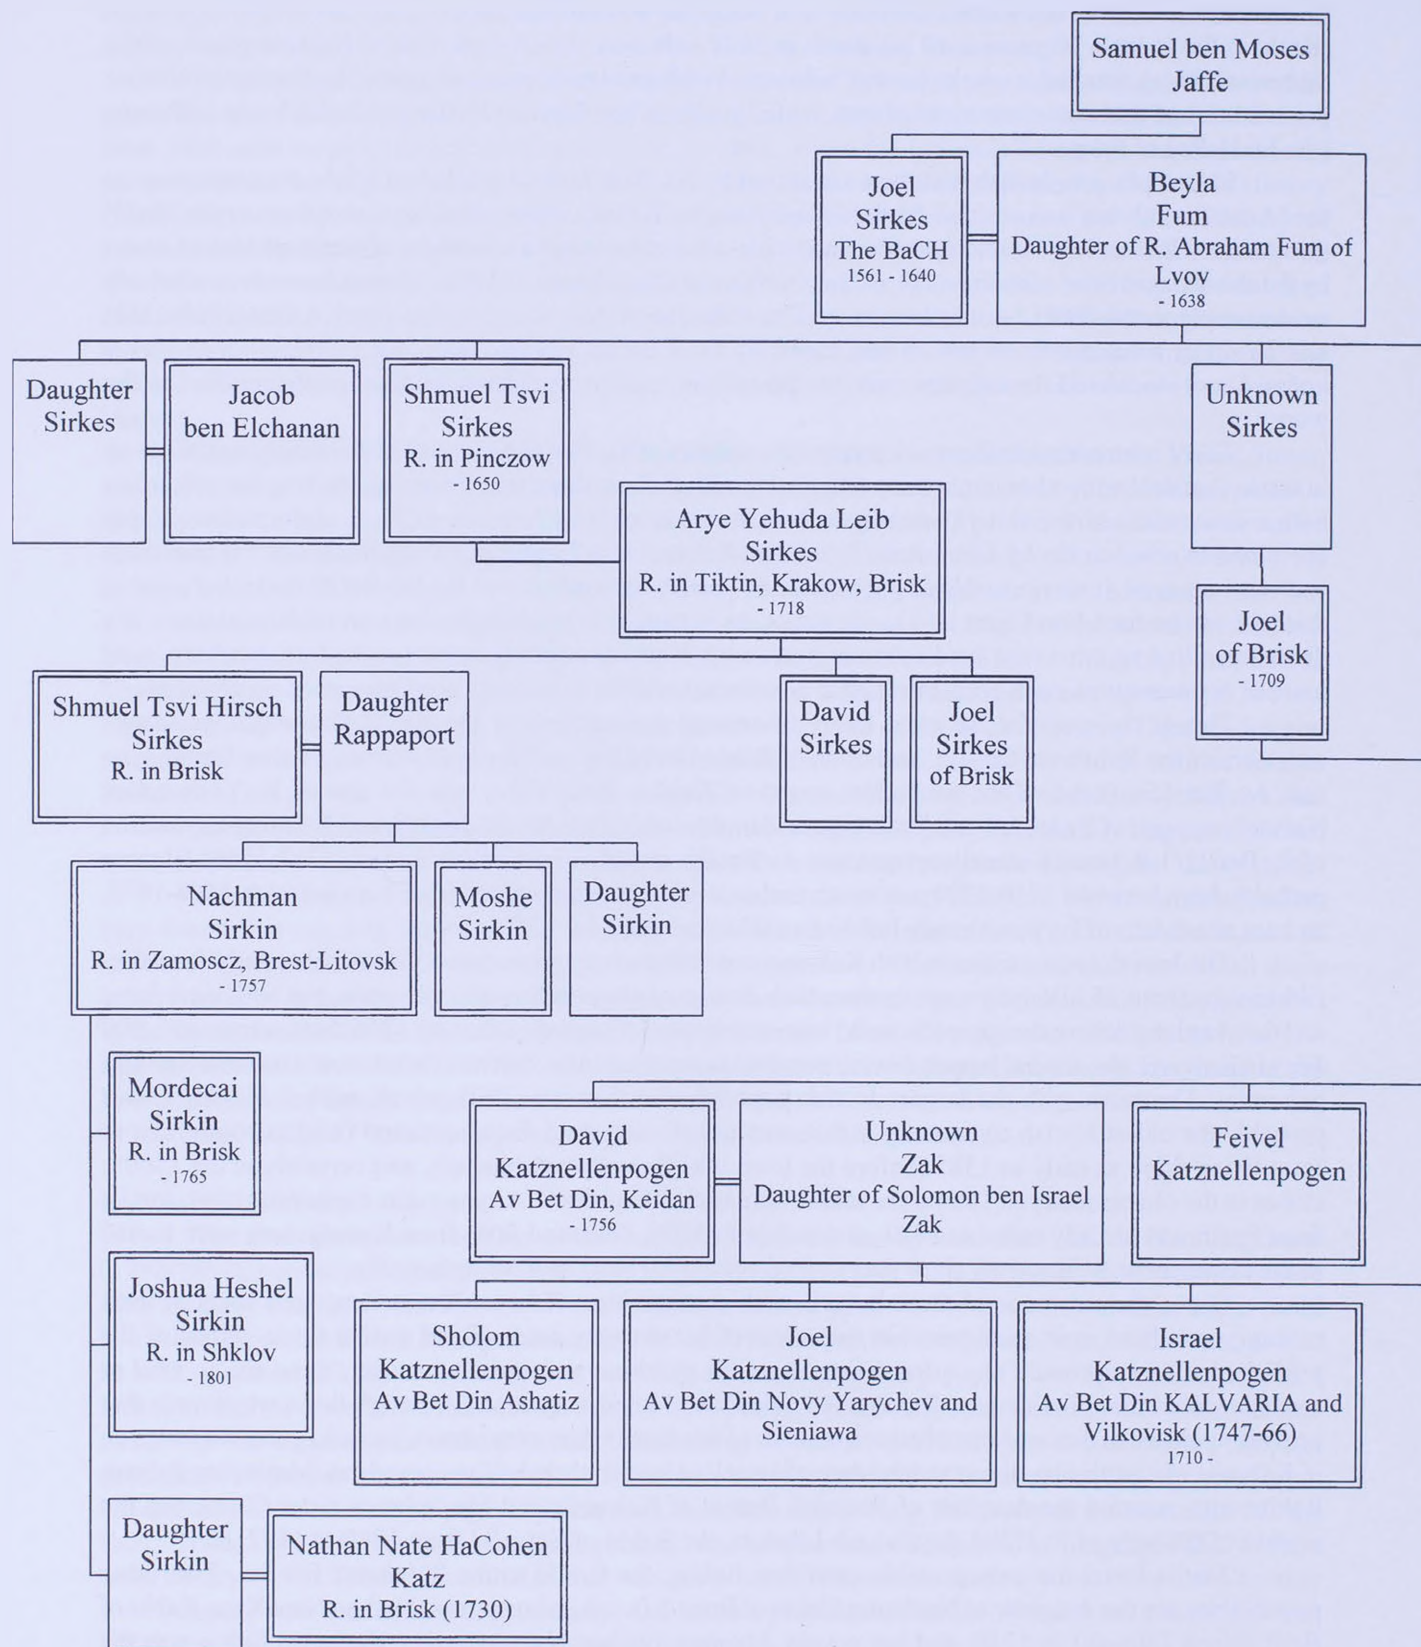 Samuel ben Moses
Jaffe
Joel
Sirkes
The BaCH
1561 - 1640
Beyla
Fum
Daughter of R. Abraham Fum of
Lvov
- 1638
Daughter
Sirkes
Jacob
ben Elchanan
Shmuel Tsvi
Sirkes
R. in Pinczow
- 1650
Unknown
Sirkes
Arye Yehuda Leib
Sirkes
R. in Tiktin, Krakow, Brisk
- 1718
Joel
of Brisk
- 1709
Shmuel Tsvi Hirsch
Sirkes
R. in Brisk
Daughter
Rappaport
David
Sirkes
Joel
Sirkes
of Brisk
Nachman
Sirkin
R. in Zamoscz, Brest-Litovsk
- 1757
Moshe
Sirkin
Daughter
Sirkin
Mordecai
Sirkin
R. in Brisk
- 1765
David
Katznellenpogen
Av Bet Din, Keidan
- 1756
Unknown
Zak
Daughter of Solomon ben Israel
Zak
Feivel
Katznellenpogen
Joshua Heshel
Sirkin
R. in Shklov
- 1801
Sholom
Katznellenpogen
Av Bet Din Ashatiz
Joel
Katznellenpogen
Av Bet Din Novy Yarychev and
Sieniawa
Israel
Katznellenpogen
Av Bet Din KALVARIA and
Vilkovisk (1747-66)
1710 -
Daughter
Sirkin
Nathan Nate HaCohen
Katz
R. in Brisk (1730)